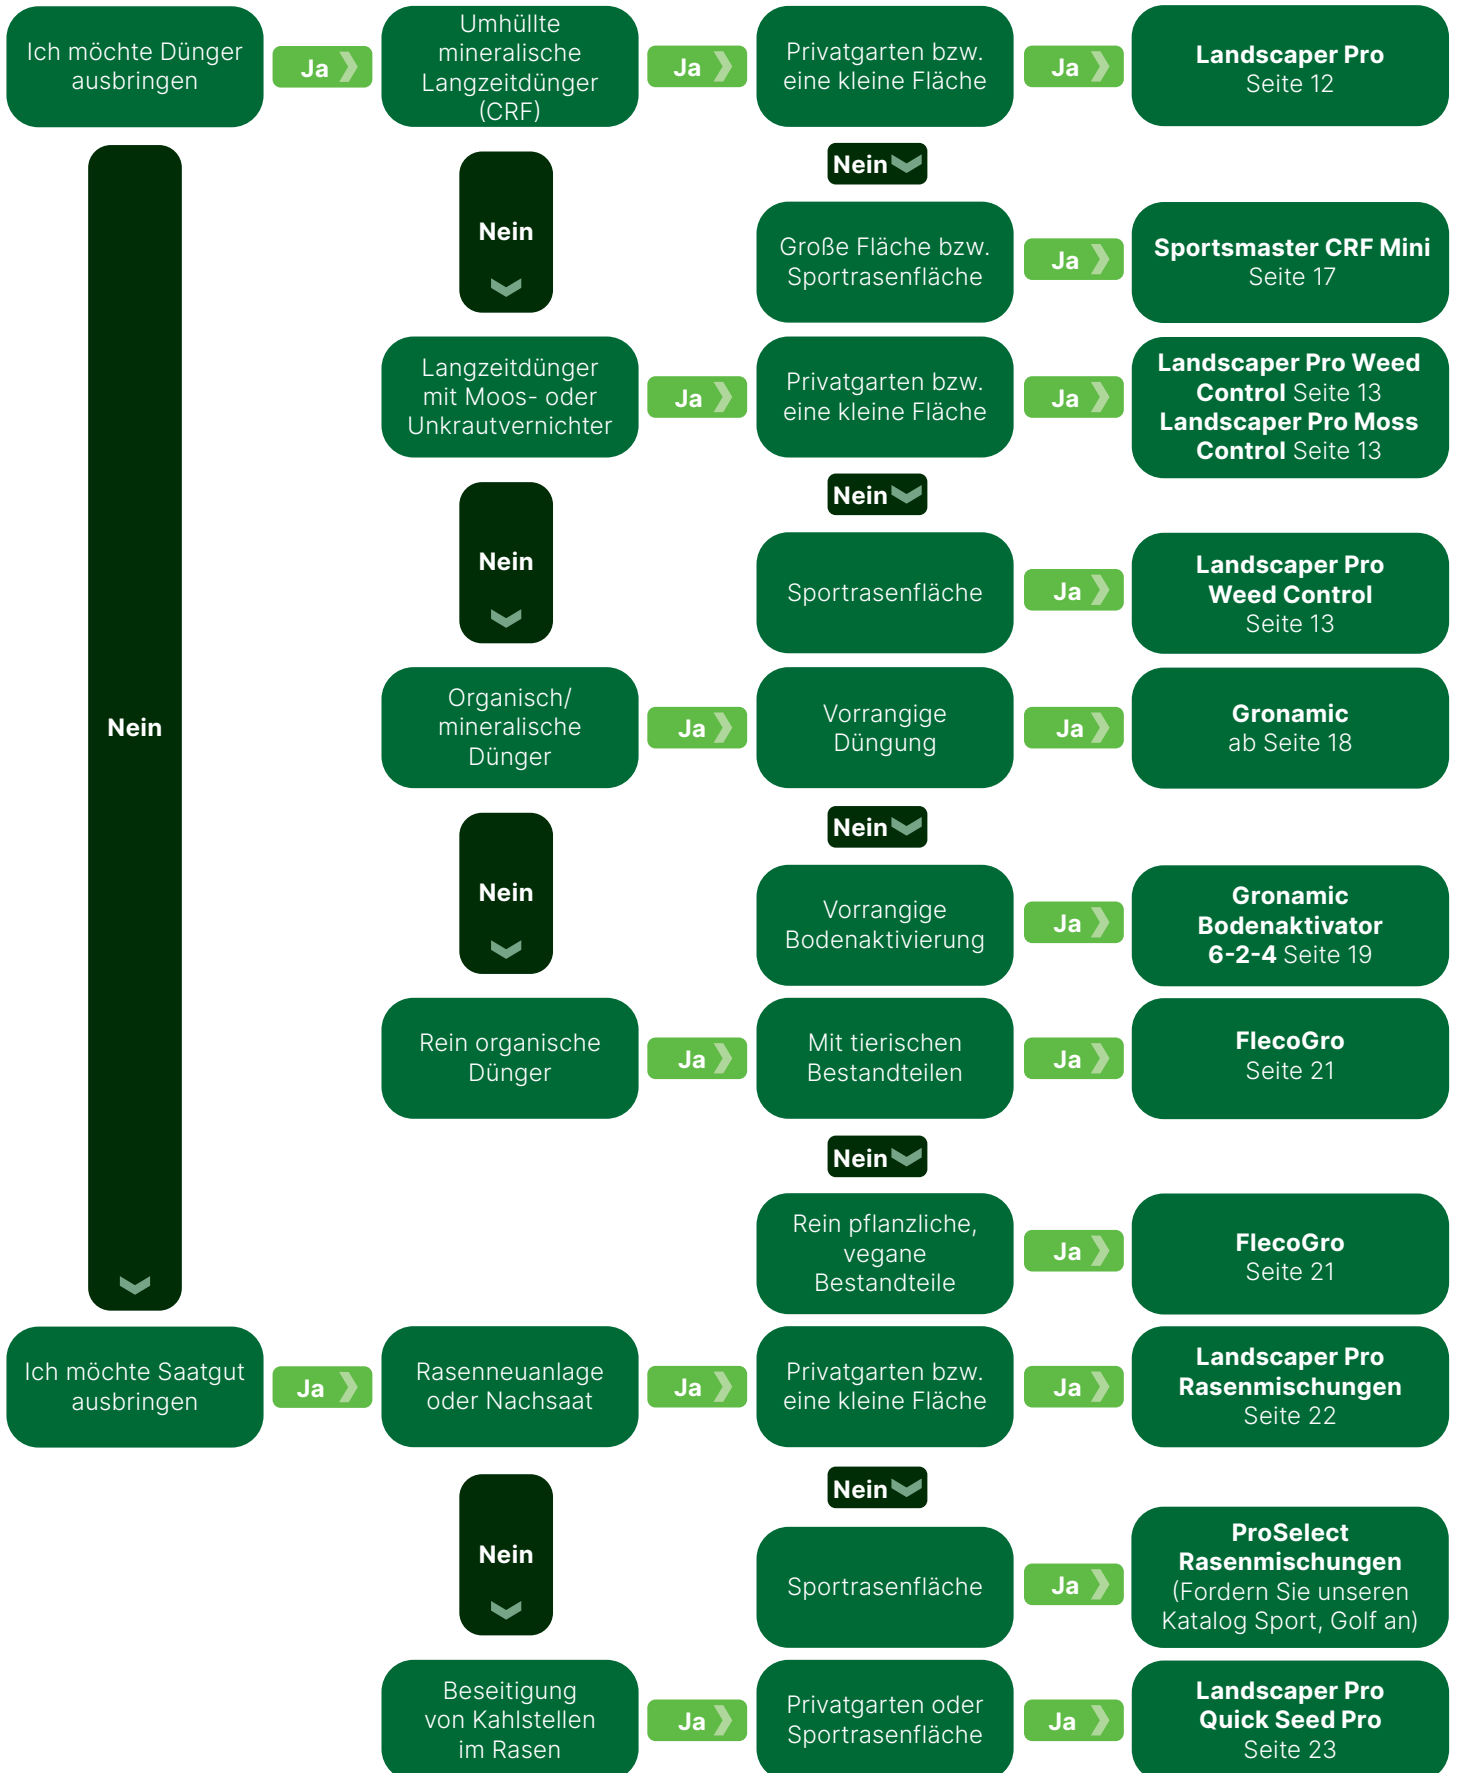 Ich möchte Dünger
ausbringen
Ja
Umhüllte
mineralische
Langzeitdünger
(CRF)
Ja
Privatgarten bzw.
eine kleine Fläche
Ja
Landscaper Pro
Seite 12
Nein
Nein
Große Fläche bzw.
Sportrasenfläche
Ja
Sportsmaster CRF Mini
Seite 17
Langzeitdünger
mit Moos- oder
Unkrautvernichter
Ja
Privatgarten bzw.
eine kleine Fläche
Ja
Landscaper Pro Weed
Control Seite 13
Landscaper Pro Moss
Control Seite 13
Nein
Nein
Sportrasenfläche
Ja
Landscaper Pro
Weed Control
Seite 13
Nein
Organisch/
mineralische
Dünger
Ja
Vorrangige
Düngung
Ja
Gronamic
ab Seite 18
Nein
Nein
Vorrangige
Bodenaktivierung
Ja
Gronamic
Bodenaktivator
6-2-4 Seite 19
Rein organische
Dünger
Ja
Mit tierischen
Bestandteilen
Ja
FlecoGro
Seite 21
Nein
Rein pflanzliche,
vegane
Bestandteile
Ja
FlecoGro
Seite 21
Ich möchte Saatgut
ausbringen
Ja
Rasenneuanlage
oder Nachsaat
Ja
Privatgarten bzw.
eine kleine Fläche
Ja
Landscaper Pro
Rasenmischungen
Seite 22
Nein
Nein
Sportrasenfläche
Ja
ProSelect
Rasenmischungen
(Fordern Sie unseren
Katalog Sport, Golf an)
Beseitigung
von Kahlstellen
im Rasen
Ja
Privatgarten oder
Sportrasenfläche
Ja
Landscaper Pro
Quick Seed Pro
Seite 23